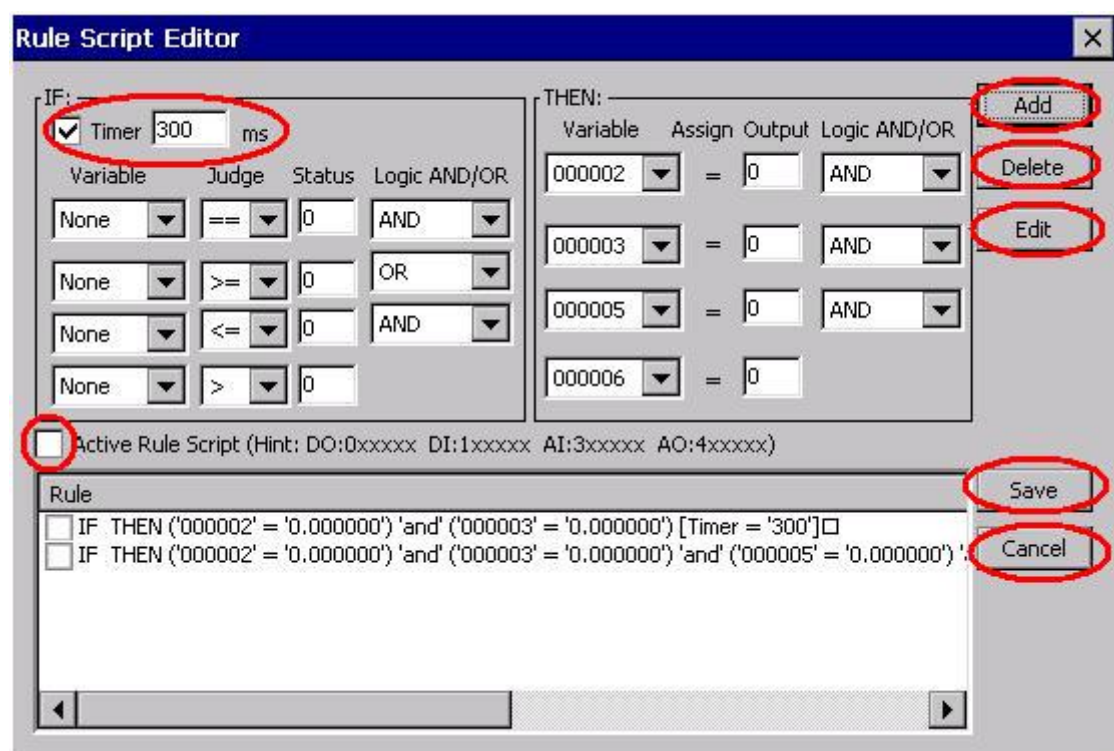 Rule Script Editor
IF:
Timer 300 ms
Variable Judge Status Logic AND/OR
None == 0 AND
None >= 0 OR
None <= 0 AND
None > 0
THEN:
Variable Assign Output Logic AND/OR
000002 = 0 AND
000003 = 0 AND
000005 = 0 AND
000006 = 0
Add
Delete
Edit
Active Rule Script (Hint: DO:0xxxxx DI:1xxxxx AI:3xxxxx AO:4xxxxx)
Rule
IF THEN ('000002' = '0.000000') 'and' ('000003' = '0.000000') [Timer = '300']□
IF THEN ('000002' = '0.000000') 'and' ('000003' = '0.000000') 'and' ('000005' = '0.000000')
Save
Cancel